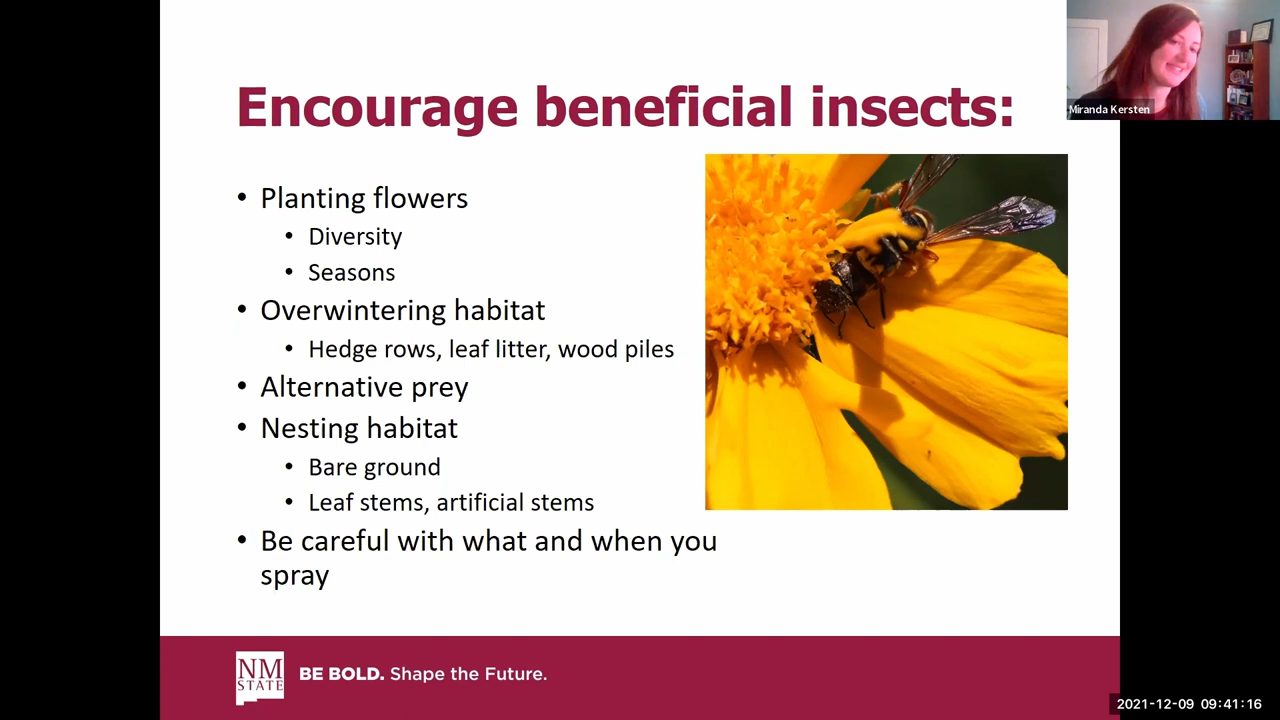 Encourage beneficial insects:
Miranda Kersten
• Planting flowers
• Diversity
• Seasons
• Overwintering habitat
• Hedge rows, leaf litter, wood piles
• Alternative prey
• Nesting habitat
• Bare ground
• Leaf stems, artificial stems
• Be careful with what and when you
spray
NM
STATE
BE BOLD. Shape the Future.
2021-12-09 09:41:16